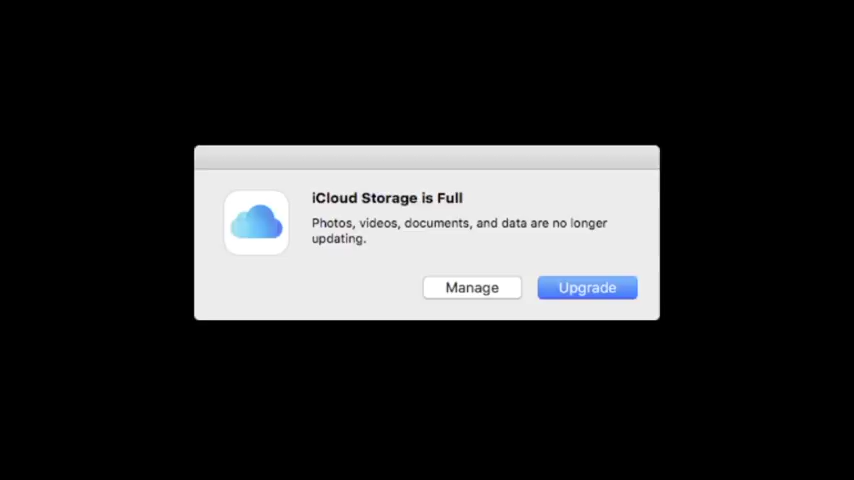 iCloud Storage is Full
Photos, videos, documents, and data are no longer
updating.
Manage Upgrade